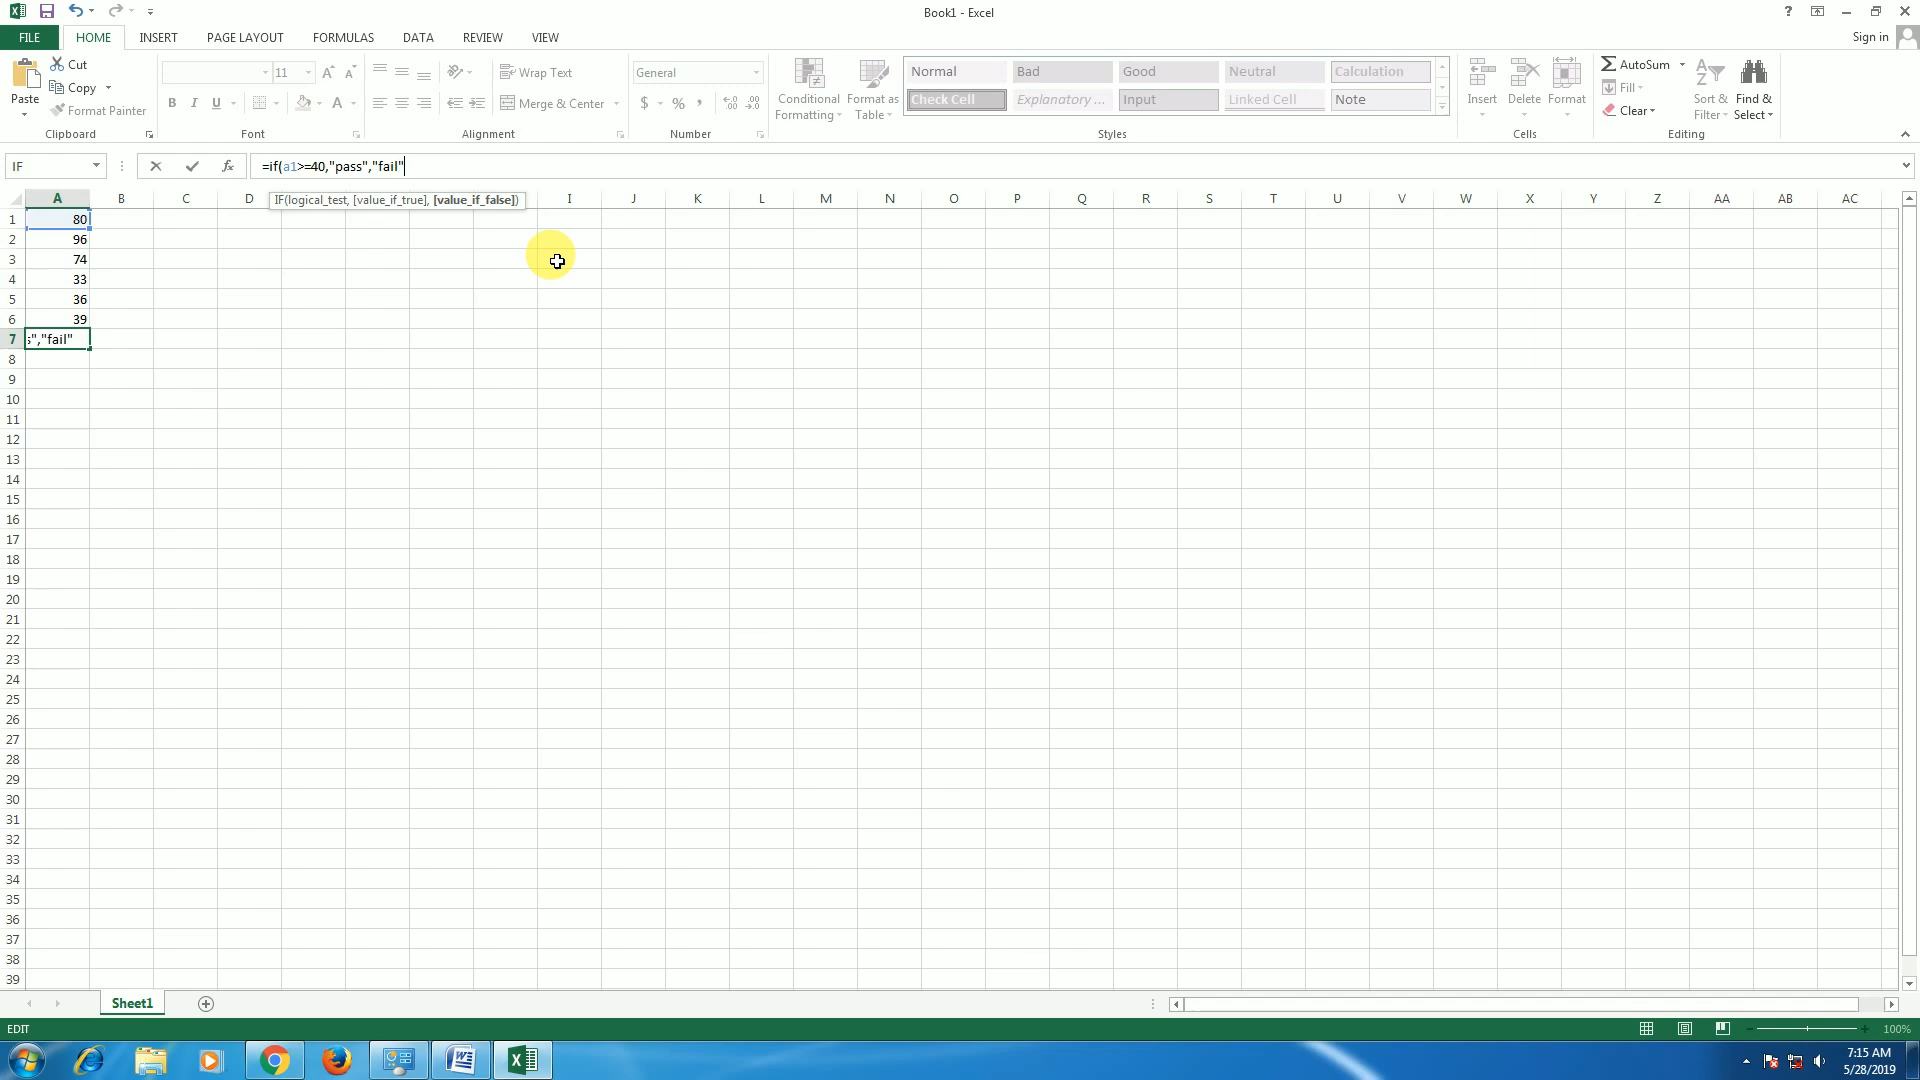 Book1 - Excel
?
FILE HOME INSERT PAGE LAYOUT FORMULAS DATA REVIEW VIEW Sign in
Paste
Cut
Copy
Format Painter
Clipboard
11
B I U A
Font
Wrap Text
Merge & Center
Alignment
General
$ % ,
Number
Conditional Formatting
Format as Table
Normal Bad Good Neutral Calculation
Check Cell Explanatory ... Input Linked Cell Note
Styles
Insert Delete Format
Cells
AutoSum
Fill
Clear
Sort & Filter
Find & Select
Editing
IF fx =if(a1>=40,"pass","fail"
IF(logical_test, [value_if_true], [value_if_false])
A B C D I J K L M N O P Q R S T U V W X Y Z AA AB AC
1 80
2 96
3 74
4 33
5 36
6 39
7 s","fail"
8
9
10
11
12
13
14
15
16
17
18
19
20
21
22
23
24
25
26
27
28
29
30
31
32
33
34
35
36
37
38
39
Sheet1
EDIT 100%
7:15 AM
5/28/2019